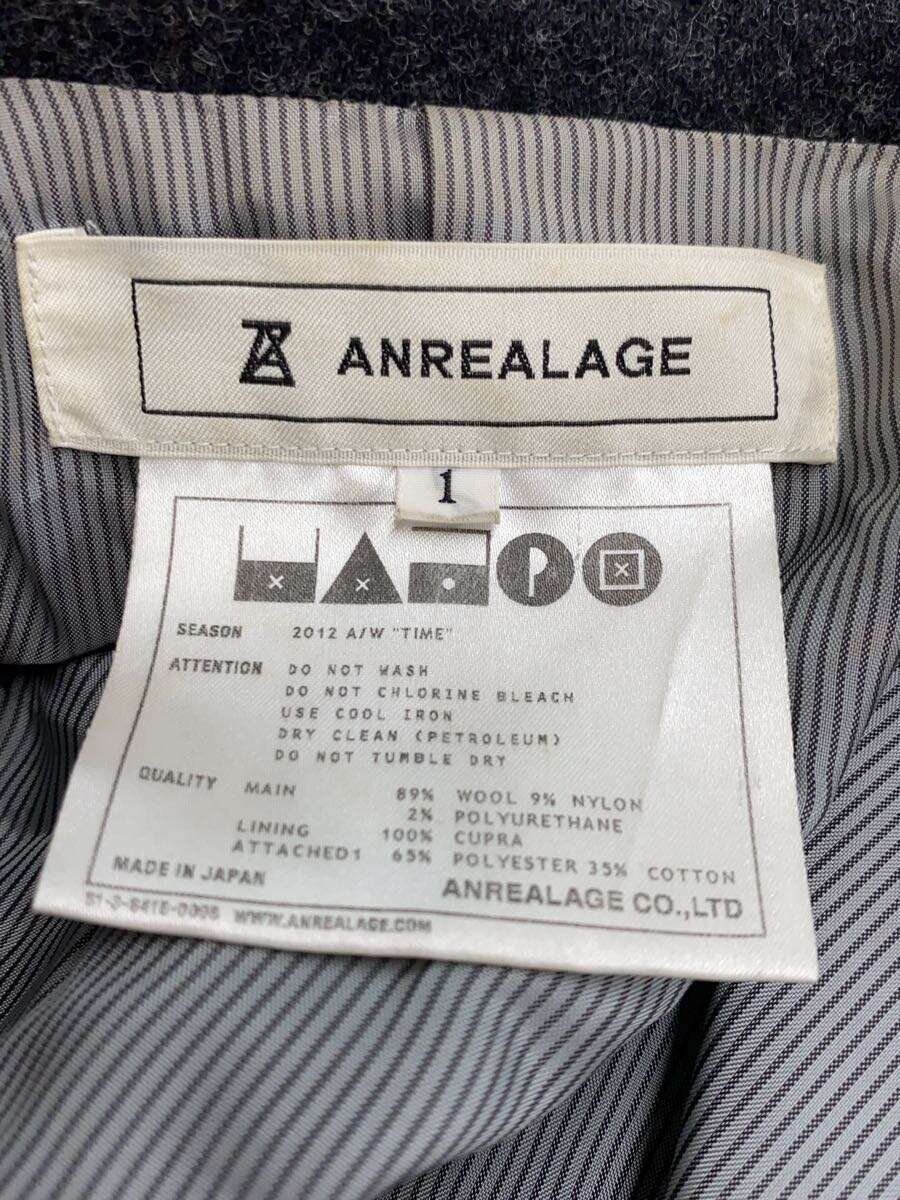 ANREALAGE
1
P
SEASON 2012 A/W "TIME"
ATTENTION DO NOT WASH
DO NOT CHLORINE BLEACH
USE COOL IRON
DRY CLEAN (PETROLEUM)
DO NOT TUMBLE DRY
QUALITY MAIN 89% WOOL 9% NYLON
2% POLYURETHANE
LINING 100% CUPRA
ATTACHED1 65% POLYESTER 35% COTTON
MADE IN JAPAN ANREALAGE CO.,LTD
WWW.ANREALAGE.COM